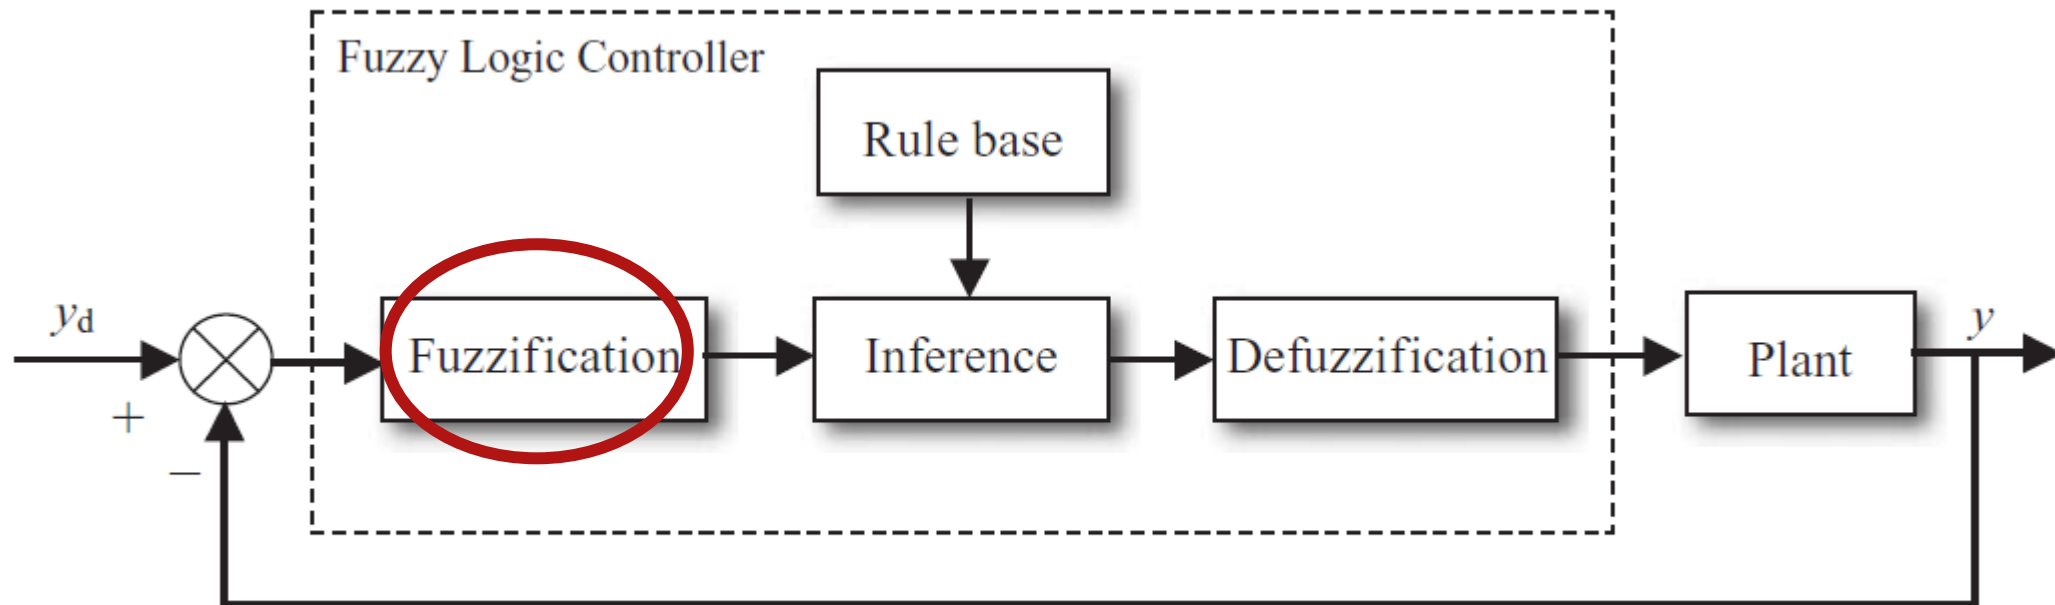 Fuzzy Logic Controller
Rule base
yd
+
−
Fuzzification
Inference
Defuzzification
Plant
y